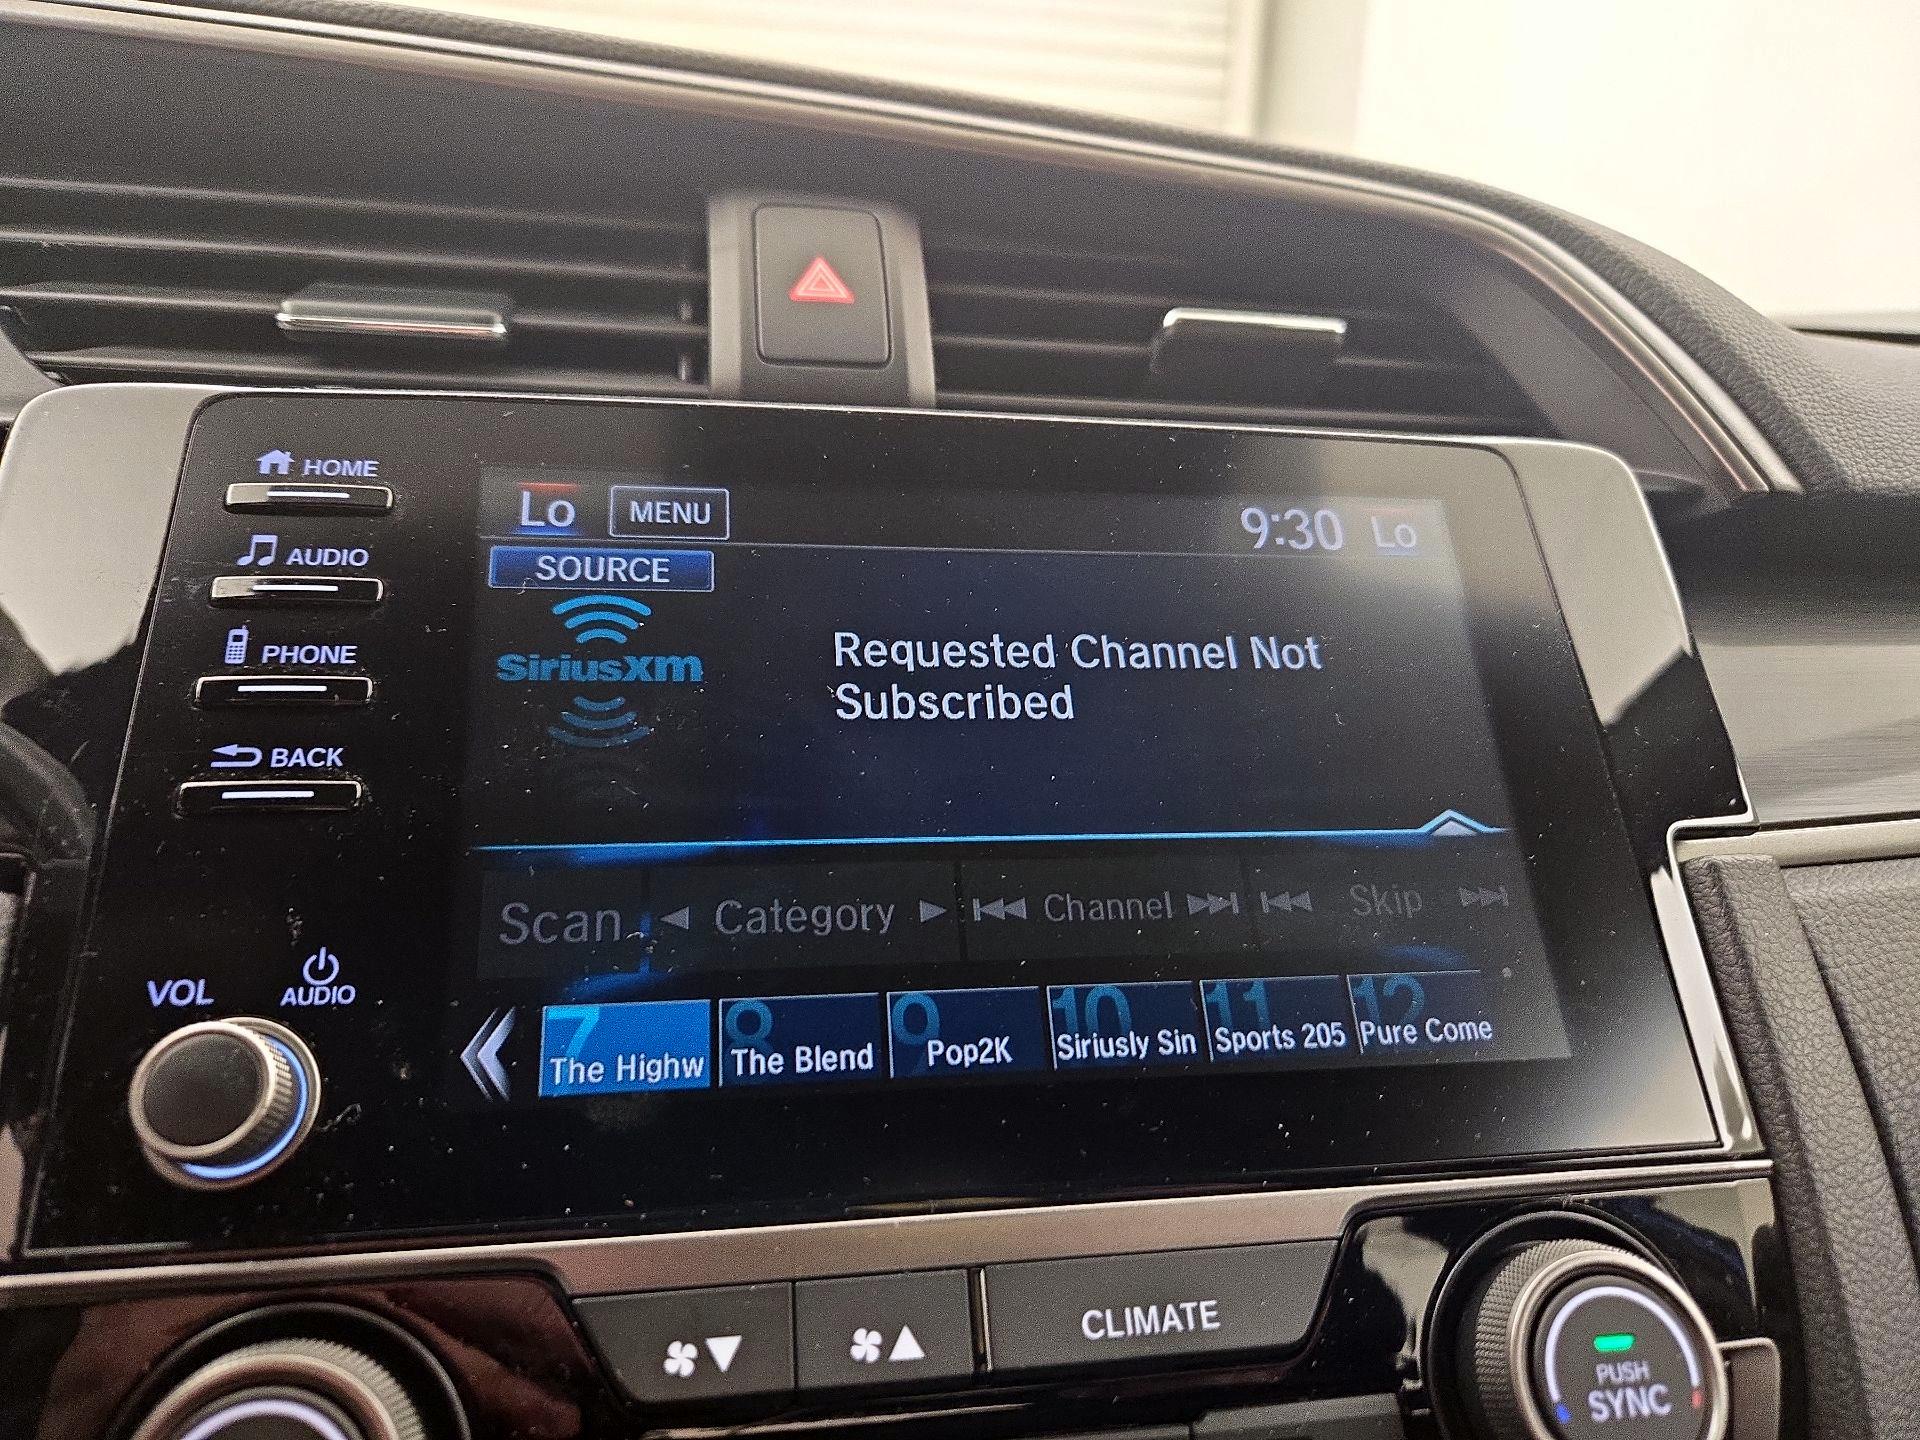 HOME
AUDIO
PHONE
BACK
VOL
AUDIO
Lo
MENU
9:30
Lo
SOURCE
SiriusXm
Requested Channel Not
Subscribed
Scan
Category
Channel
Skip
7
The Highw
8
The Blend
9
Pop2K
10
Siriusly Sin
11
Sports 205
12
Pure Come
CLIMATE
PUSH
SYNC